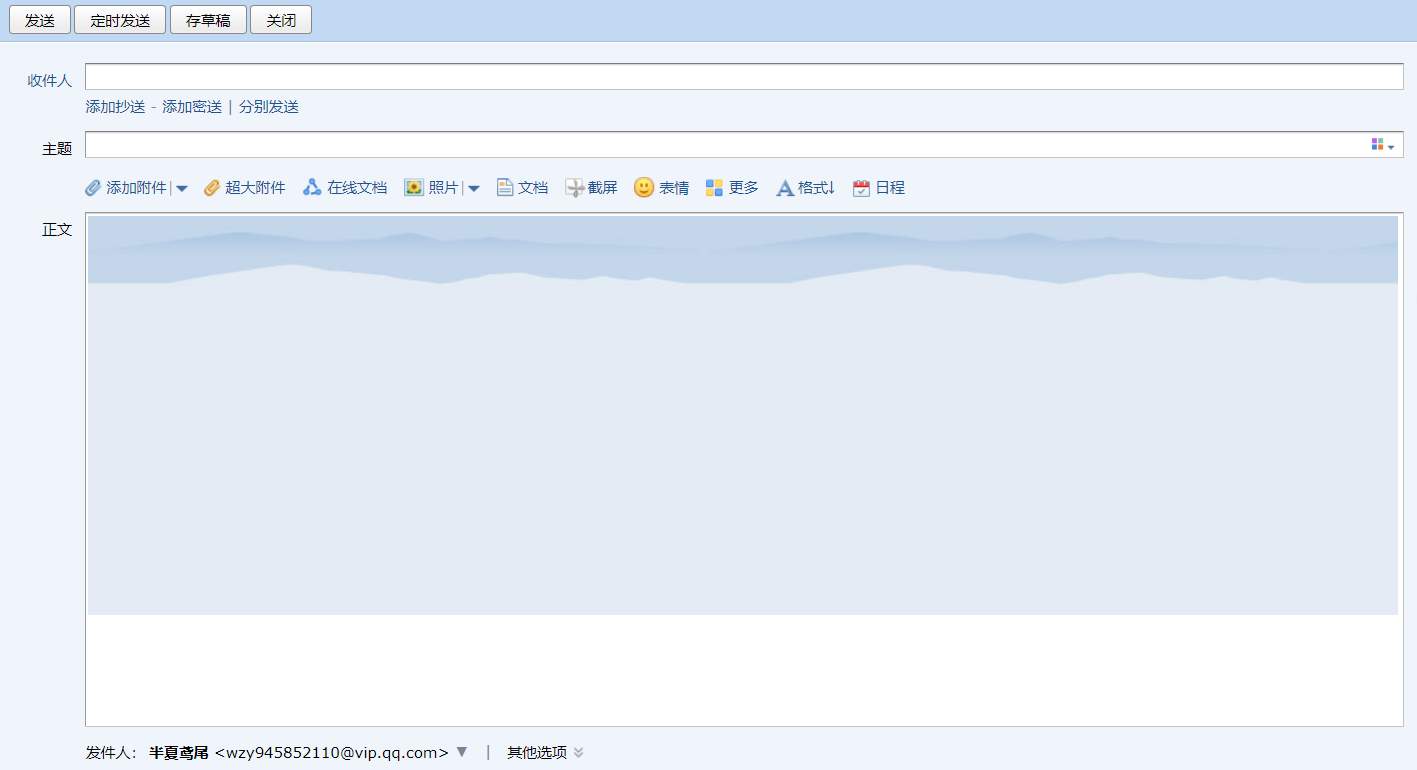 发送 定时发送 存草稿 关闭
收件人
添加抄送 - 添加密送 | 分别发送
主题
添加附件| 超大附件 在线文档 照片| 文档 截屏 表情 更多 格式↓ 日程
正文
发件人: 半夏鸢尾 <wzy945852110@vip.qq.com> | 其他选项